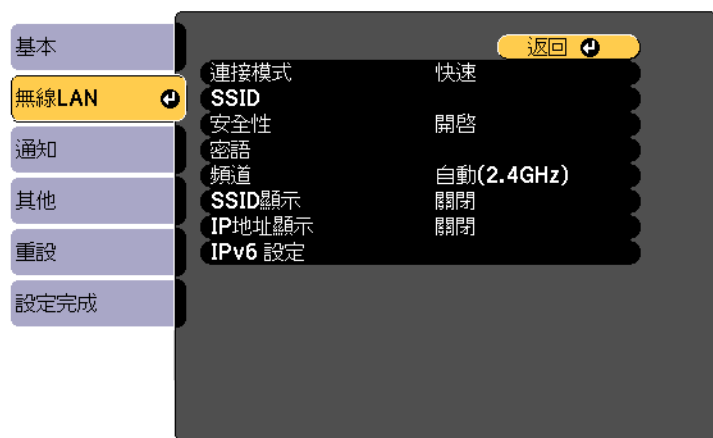 基本
無線LAN
通知
其他
重設
設定完成
返回
連接模式 快速
SSID
安全性 開啓
密語
頻道 自動(2.4GHz)
SSID顯示 關閉
IP地址顯示 關閉
IPv6 設定